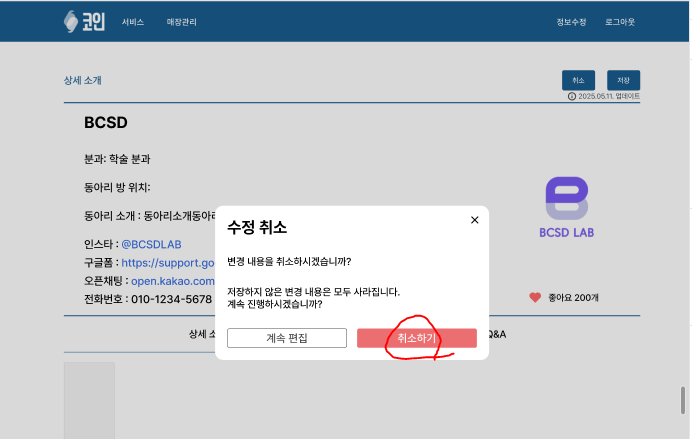 코인 서비스 매장관리 정보수정 로그아웃
상세 소개 취소 저장
2025.05.11. 업데이트
BCSD
분과: 학술 분과
동아리 방 위치:
동아리 소개 : 동아리소개동아리
인스타 : @BCSDLAB
구글폼 : https://support.go
오픈채팅 : open.kakao.com
전화번호 : 010-1234-5678
BCSD LAB
좋아요 200개
상세 소 Q&A
수정 취소
변경 내용을 취소하시겠습니까?
저장하지 않은 변경 내용은 모두 사라집니다.
계속 진행하시겠습니까?
계속 편집 취소하기